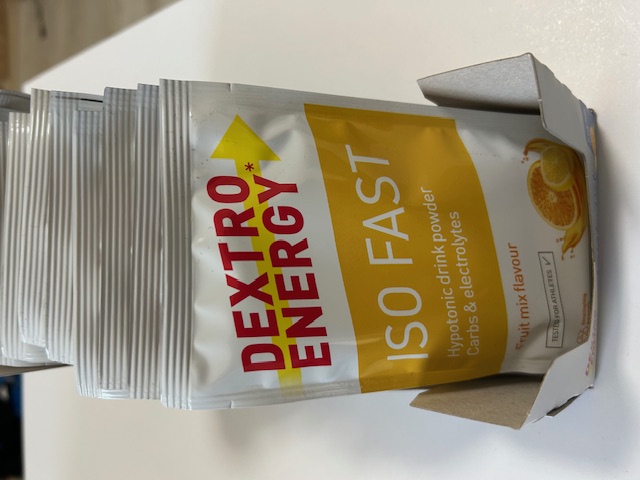 DEXTRO
ENERGY*
ISO FAST
Hypotonic drink powder
Carbs & electrolytes
Fruit mix flavour
TESTED FOR ATHLETES ✓